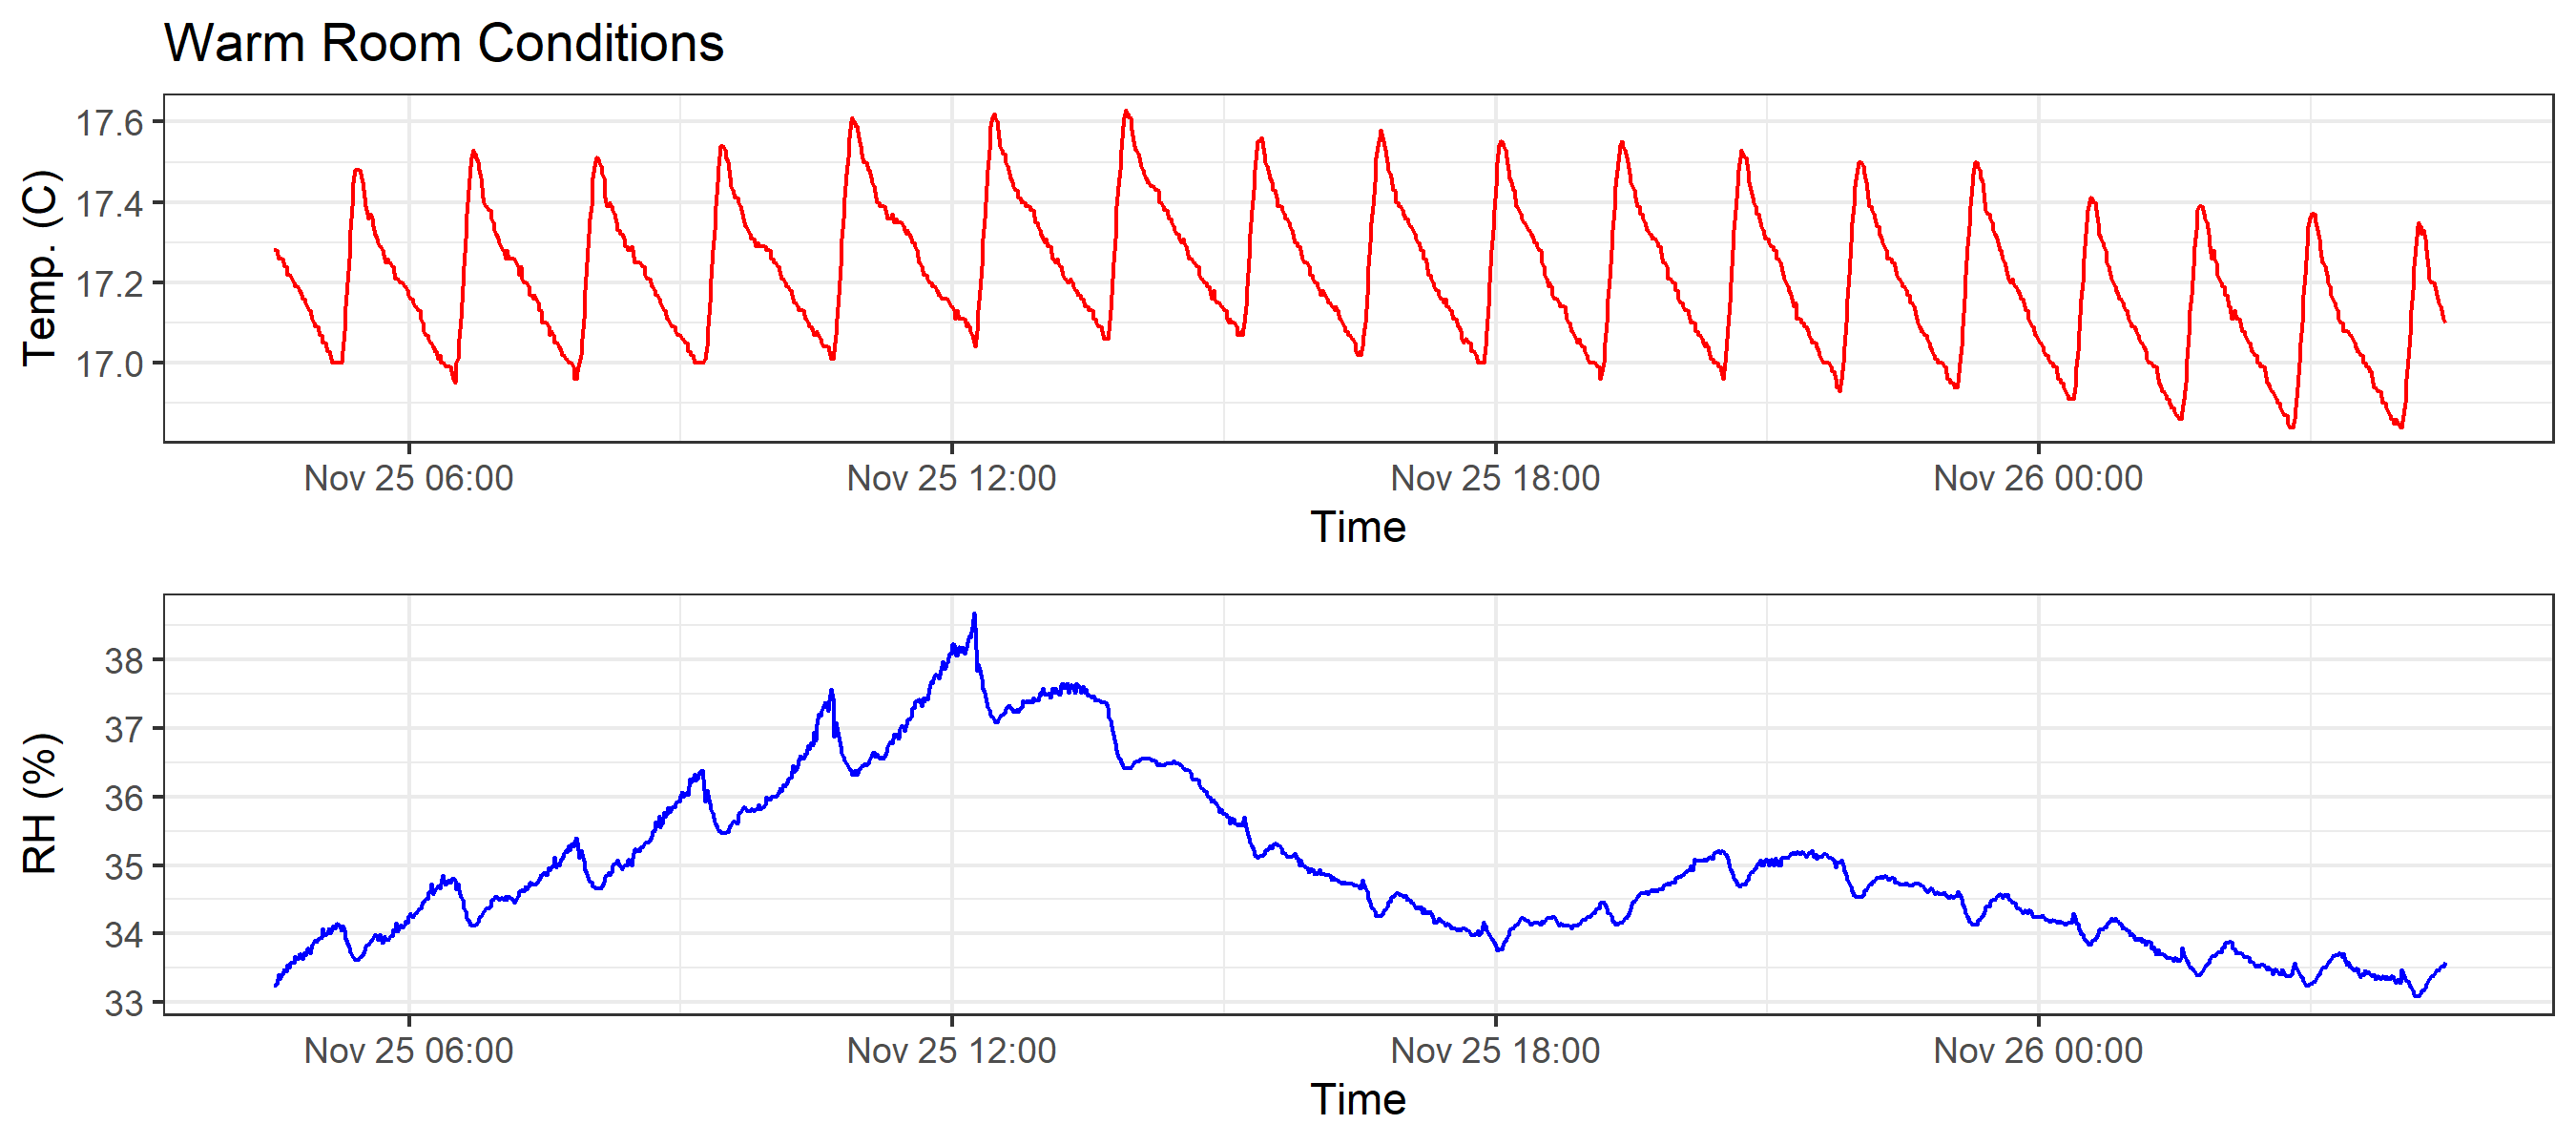 Warm Room Conditions
Temp. (C)
17.6
17.4
17.2
17.0
Nov 25 06:00 Nov 25 12:00 Nov 25 18:00 Nov 26 00:00
Time
RH (%)
38
37
36
35
34
33
Nov 25 06:00 Nov 25 12:00 Nov 25 18:00 Nov 26 00:00
Time